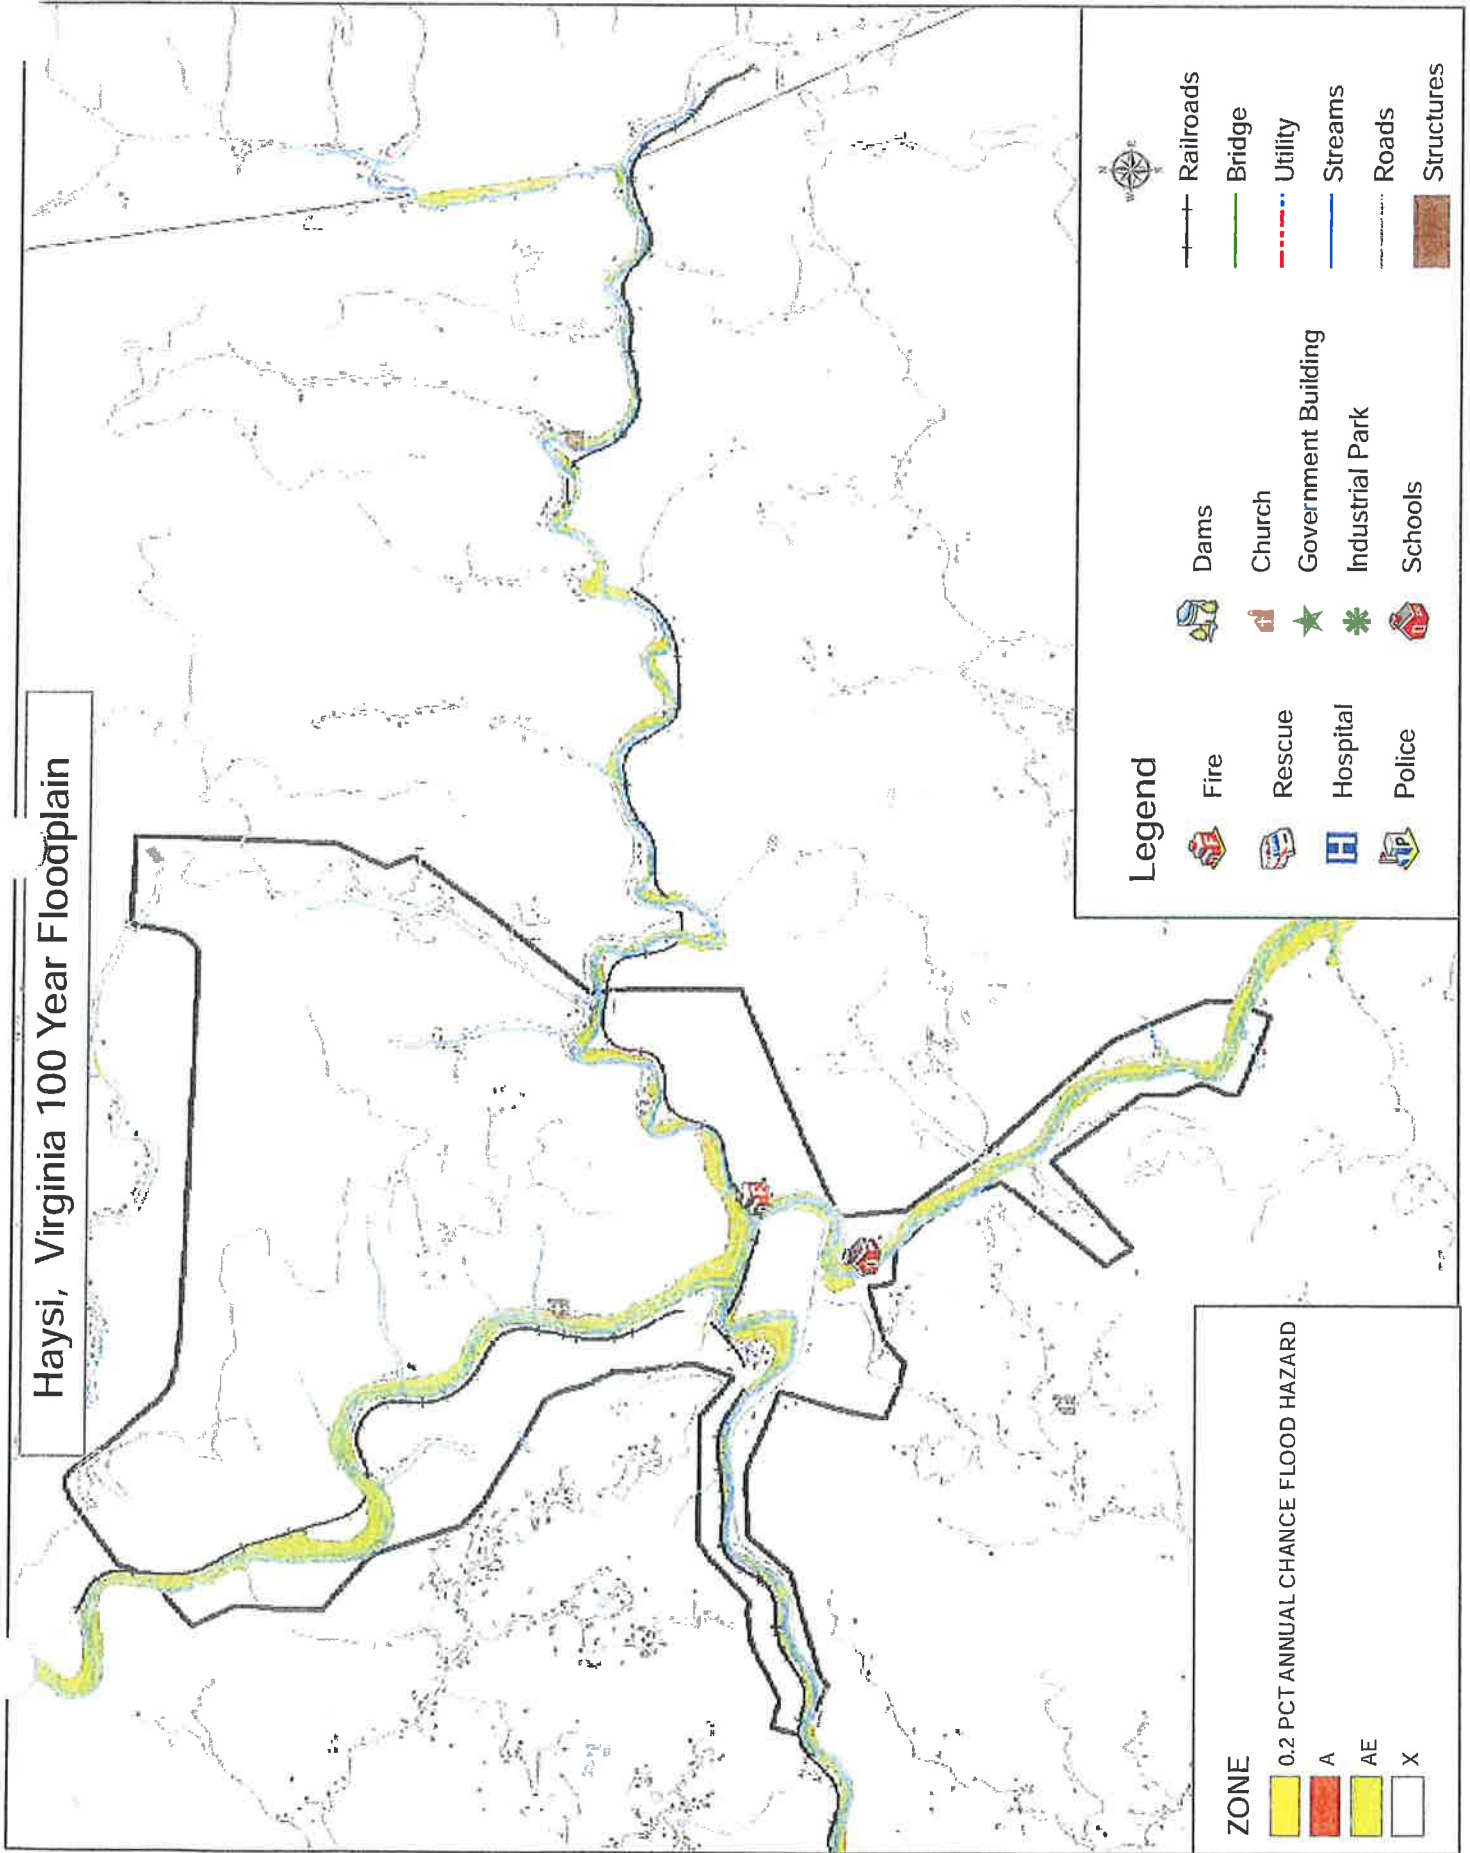 Haysi, Virginia 100 Year Floodplain
Legend
Fire
Rescue
Hospital
Police
Dams
Church
Government Building
Industrial Park
Schools
Railroads
Bridge
Utility
Streams
Roads
Structures
N
E
S
W
ZONE
0.2 PCT ANNUAL CHANCE FLOOD HAZARD
A
AE
X
H
P